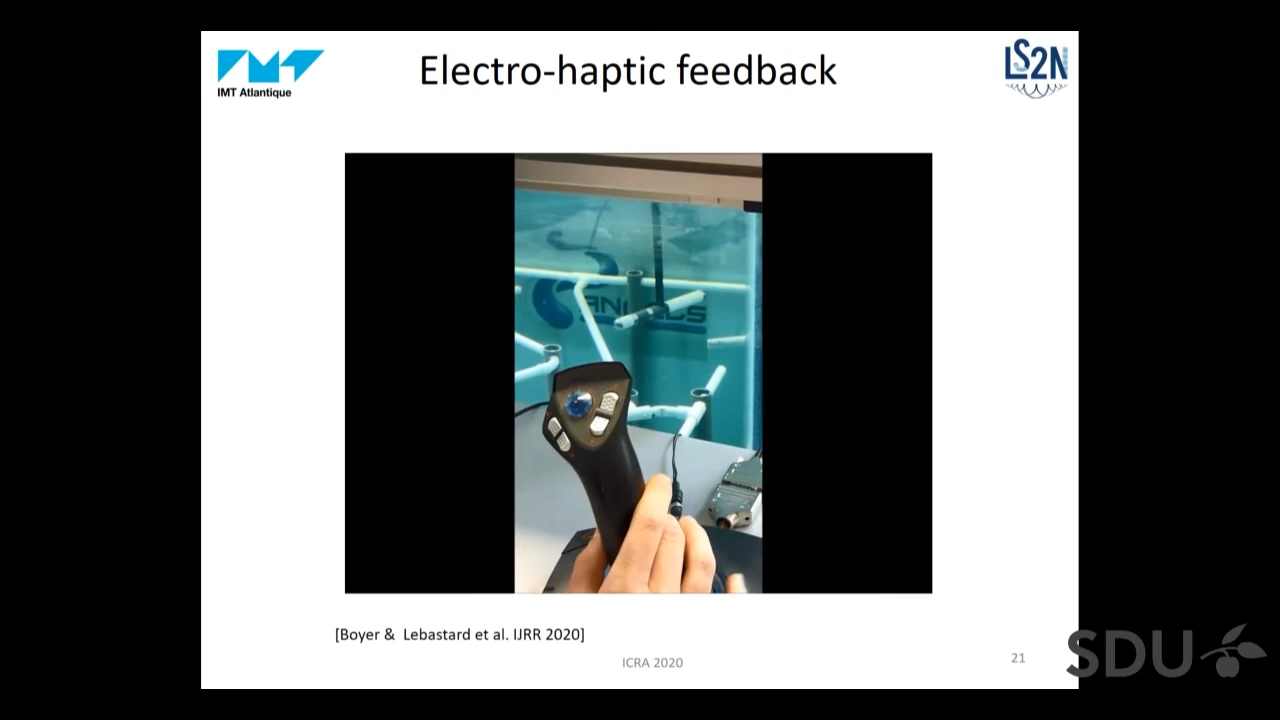 IMT Atlantique
Electro-haptic feedback
LS2N
[Boyer & Lebastard et al. IJRR 2020]
ICRA 2020
21
SDU